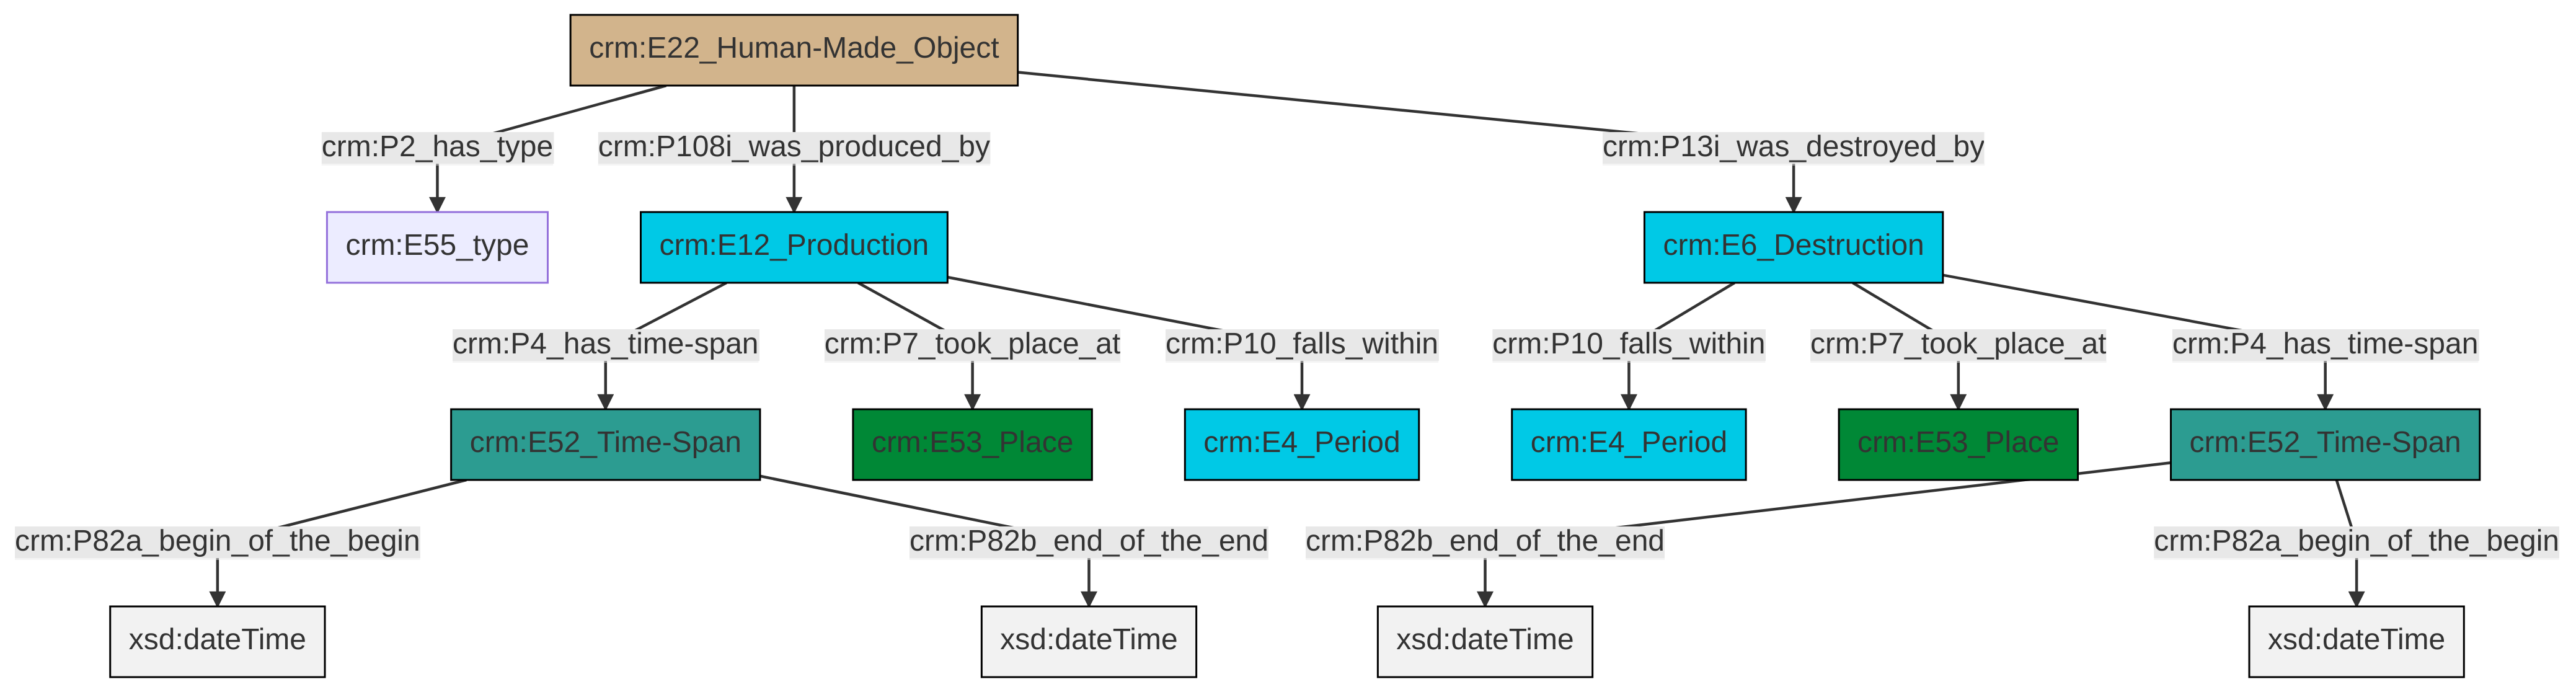 crm:E22_Human-Made_Object
crm:P2_has_type
crm:P108i_was_produced_by
crm:P13i_was_destroyed_by
crm:E55_type
crm:E12_Production
crm:E6_Destruction
crm:P4_has_time-span
crm:P7_took_place_at
crm:P10_falls_within
crm:P10_falls_within
crm:P7_took_place_at
crm:P4_has_time-span
crm:E52_Time-Span
crm:E53_Place
crm:E4_Period
crm:E4_Period
crm:E53_Place
crm:E52_Time-Span
crm:P82a_begin_of_the_begin
crm:P82b_end_of_the_end
crm:P82b_end_of_the_end
crm:P82a_begin_of_the_begin
xsd:dateTime
xsd:dateTime
xsd:dateTime
xsd:dateTime